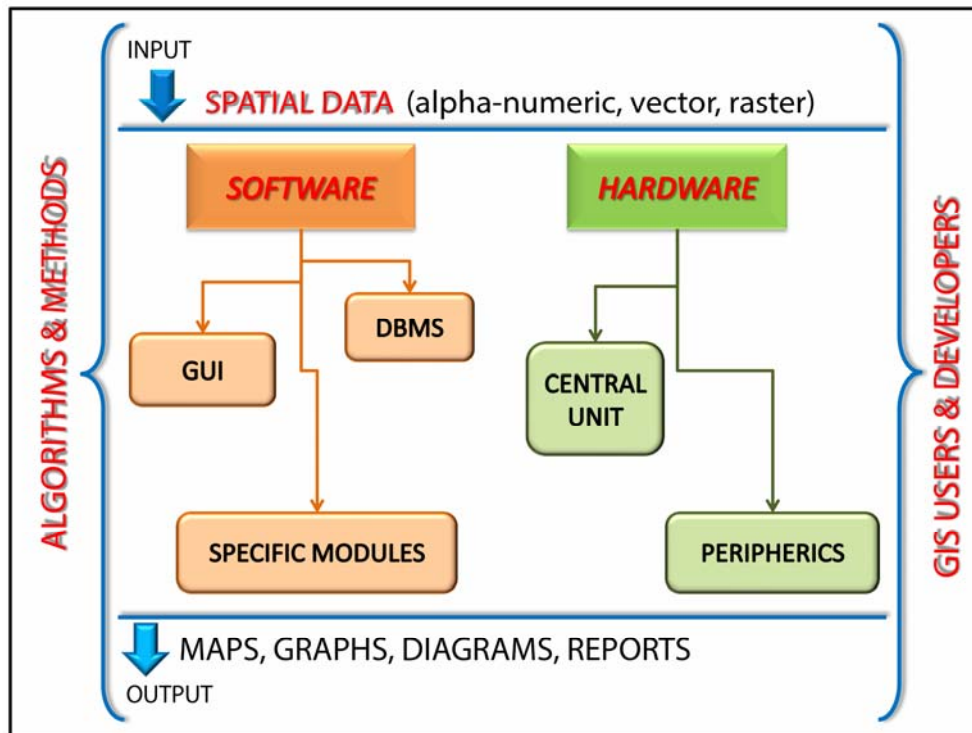 INPUT
SPATIAL DATA (alpha-numeric, vector, raster)
ALGORITHMS & METHODS
SOFTWARE
HARDWARE
GUI
DBMS
CENTRAL
UNIT
SPECIFIC MODULES
PERIPHERICS
GIS USERS & DEVELOPERS
MAPS, GRAPHS, DIAGRAMS, REPORTS
OUTPUT